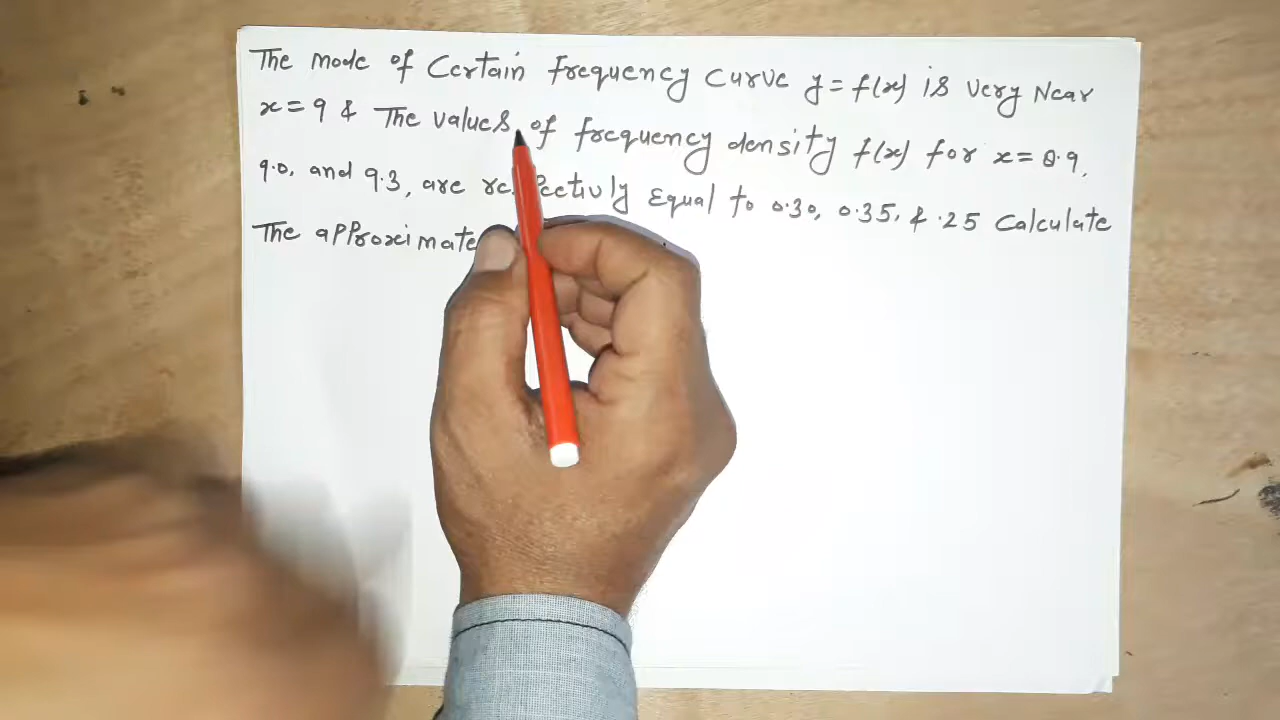 The mode of Certain frequency curve y = f(x) is very Near
x = 9 & The values of frequency density f(x) for x = 8.9,
9.0, and 9.3, are Equal to 0.30, 0.35, & .25 Calculate
The approximate